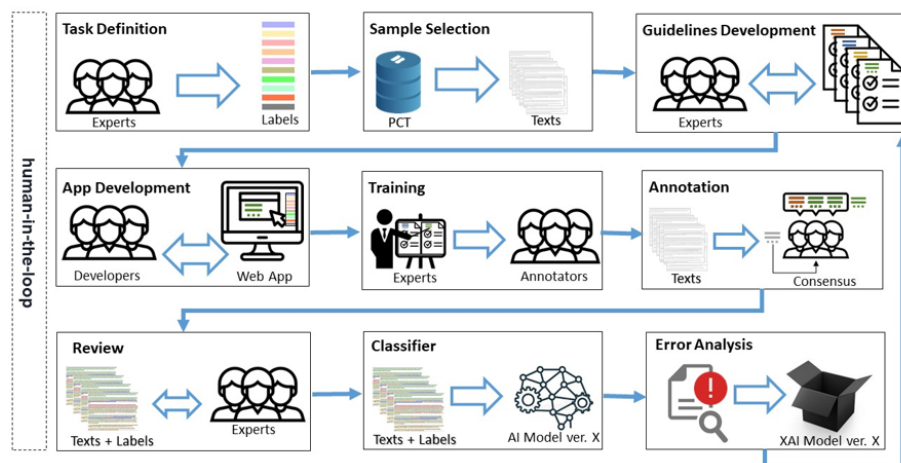 human-in-the-loop
Task Definition
Experts
Labels
Sample Selection
PCT
Texts
Guidelines Development
Experts
App Development
Developers
Web App
Training
Experts
Annotators
Annotation
Texts
Consensus
Review
Texts + Labels
Experts
Classifier
Texts + Labels
AI Model ver. X
Error Analysis
XAI Model ver. X